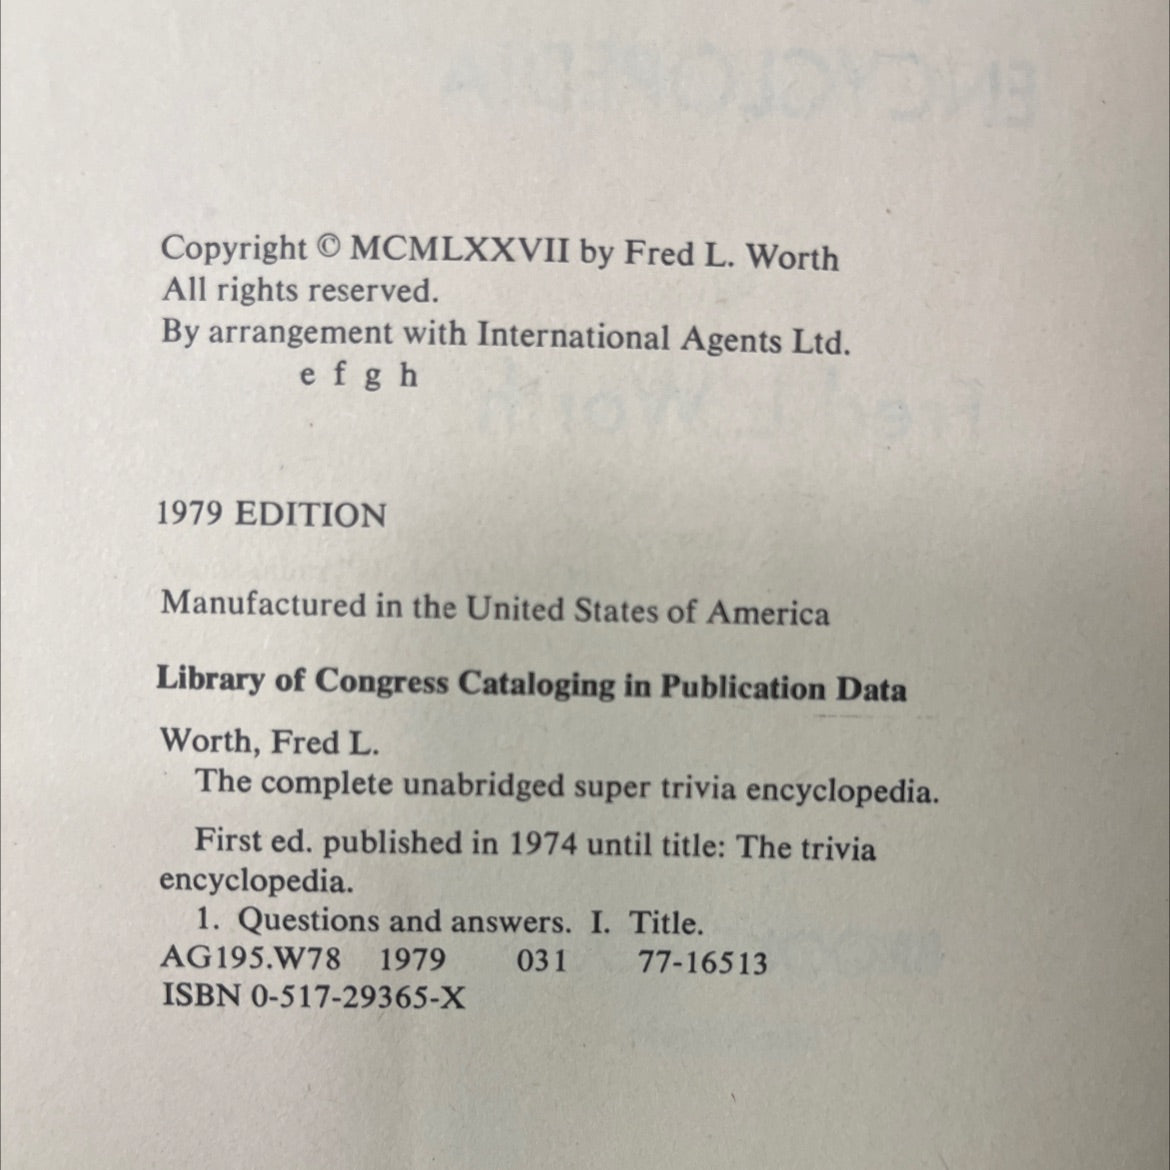 Copyright © MCMLXXVII by Fred L. Worth
All rights reserved.
By arrangement with International Agents Ltd.
e f g h
1979 EDITION
Manufactured in the United States of America
Library of Congress Cataloging in Publication Data
Worth, Fred L.
The complete unabridged super trivia encyclopedia.
First ed. published in 1974 until title: The trivia
encyclopedia.
1. Questions and answers. I. Title.
AG195.W78 1979 031 77-16513
ISBN 0-517-29365-X